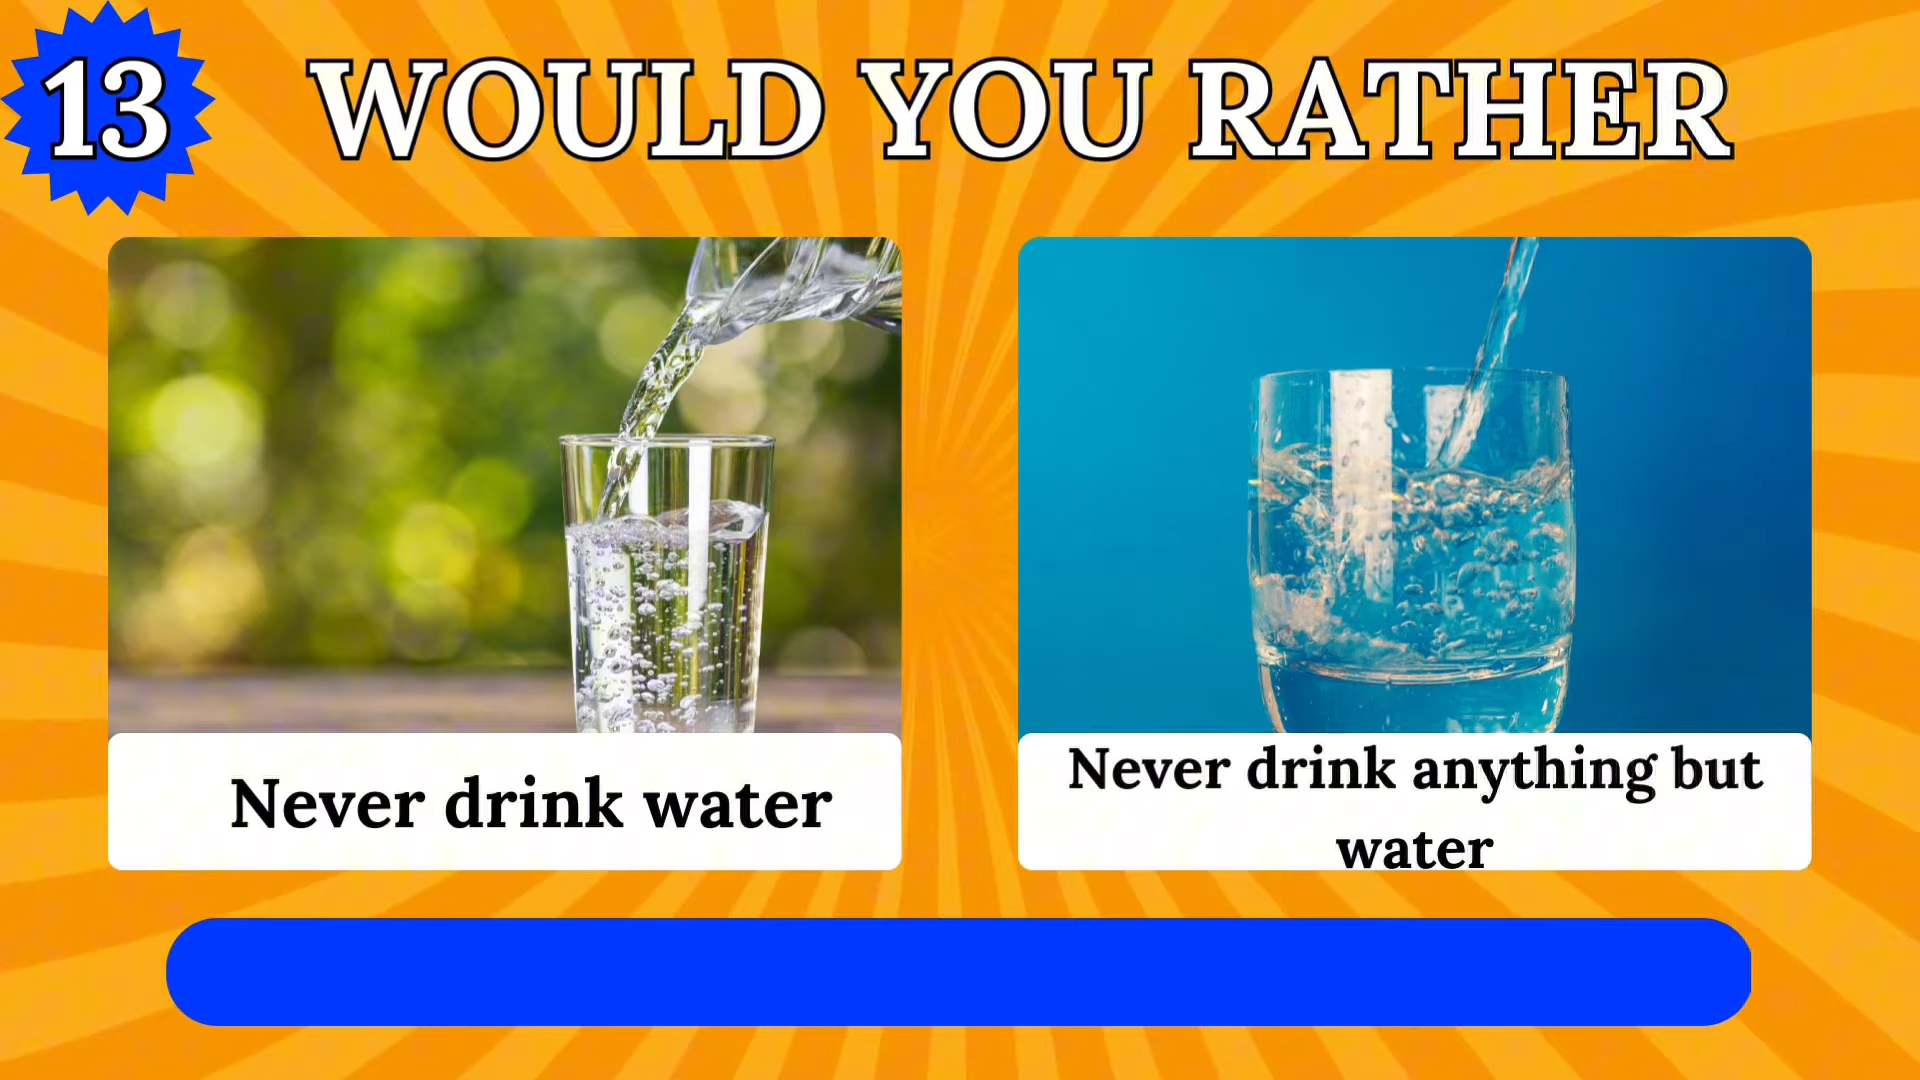 13
WOULD YOU RATHER
Never drink water
Never drink anything but
water